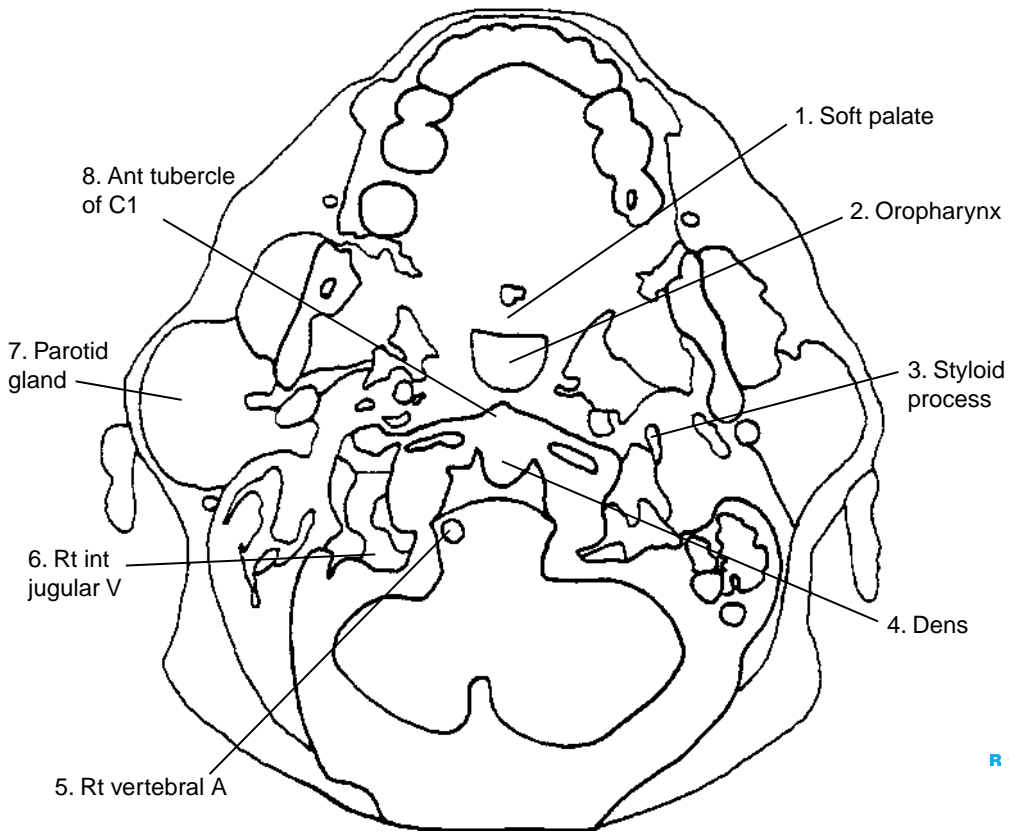 1. Soft palate
8. Ant tubercle
of C1
2. Oropharynx
7. Parotid
gland
3. Styloid
process
6. Rt int
jugular V
4. Dens
5. Rt vertebral A
R